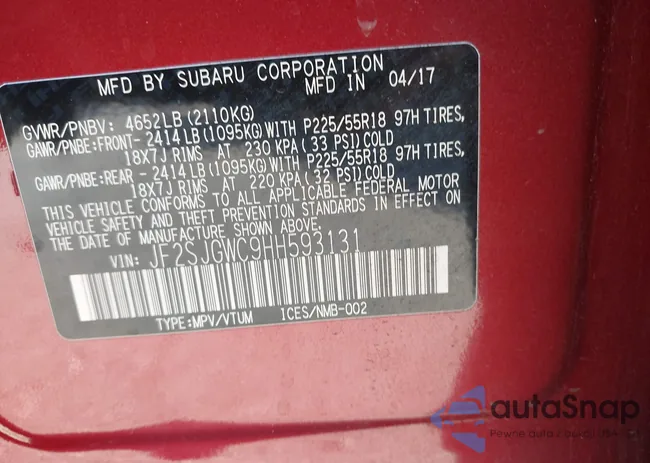 MFD BY SUBARU CORPORATION
MFD IN 04/17
GVWR/PNBV: 4652LB(2110KG)
GAWR/PNBE:FRONT- 2414LB(1095KG)WITH P225/55R18 97H TIRES,
18X7J RIMS AT 230 KPA(33 PSI)COLD
GAWR/PNBE:REAR - 2414LB(1095KG)WITH P225/55R18 97H TIRES,
18X7J RIMS AT 220 KPA(32 PSI)COLD
THIS VEHICLE CONFORMS TO ALL APPLICABLE FEDERAL MOTOR
VEHICLE SAFETY AND THEFT PREVENTION STANDARDS IN EFFECT ON
THE DATE OF MANUFACTURE SHOWN ABOVE.
VIN: JF2SJGWC9HH593131
TYPE:MPV/VTUM ICES/NMB-002
autaSnap
Pewne auta